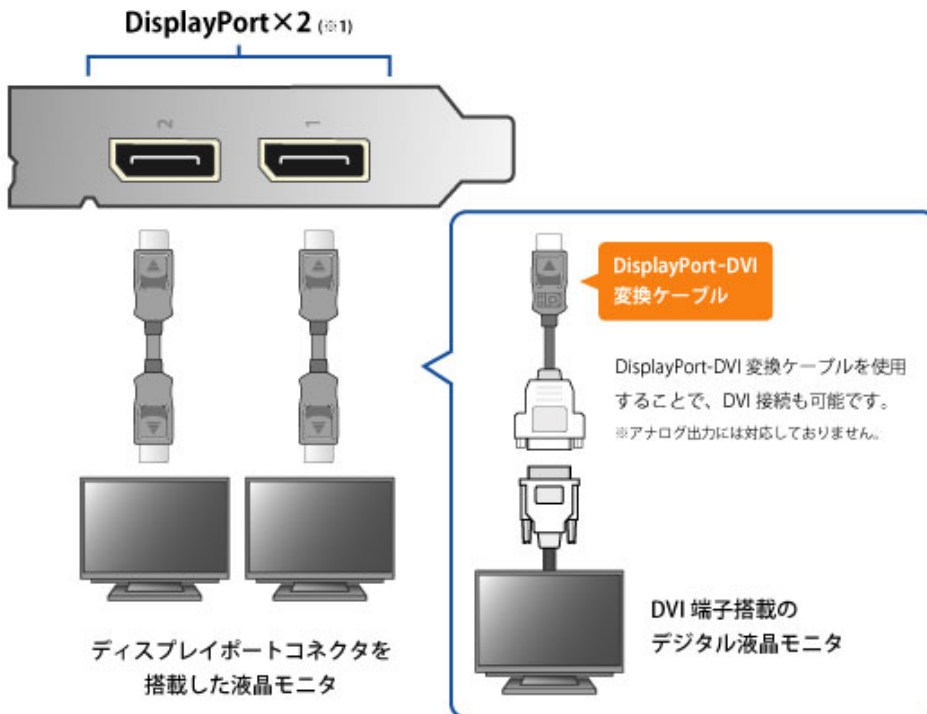 DisplayPort×2 (※1)
2
1
DisplayPort-DVI
変換ケーブル
DisplayPort-DVI 変換ケーブルを使用
することで、DVI 接続も可能です。
※アナログ出力には対応しておりません。
ディスプレイポートコネクタを
搭載した液晶モニタ
DVI 端子搭載の
デジタル液晶モニタ